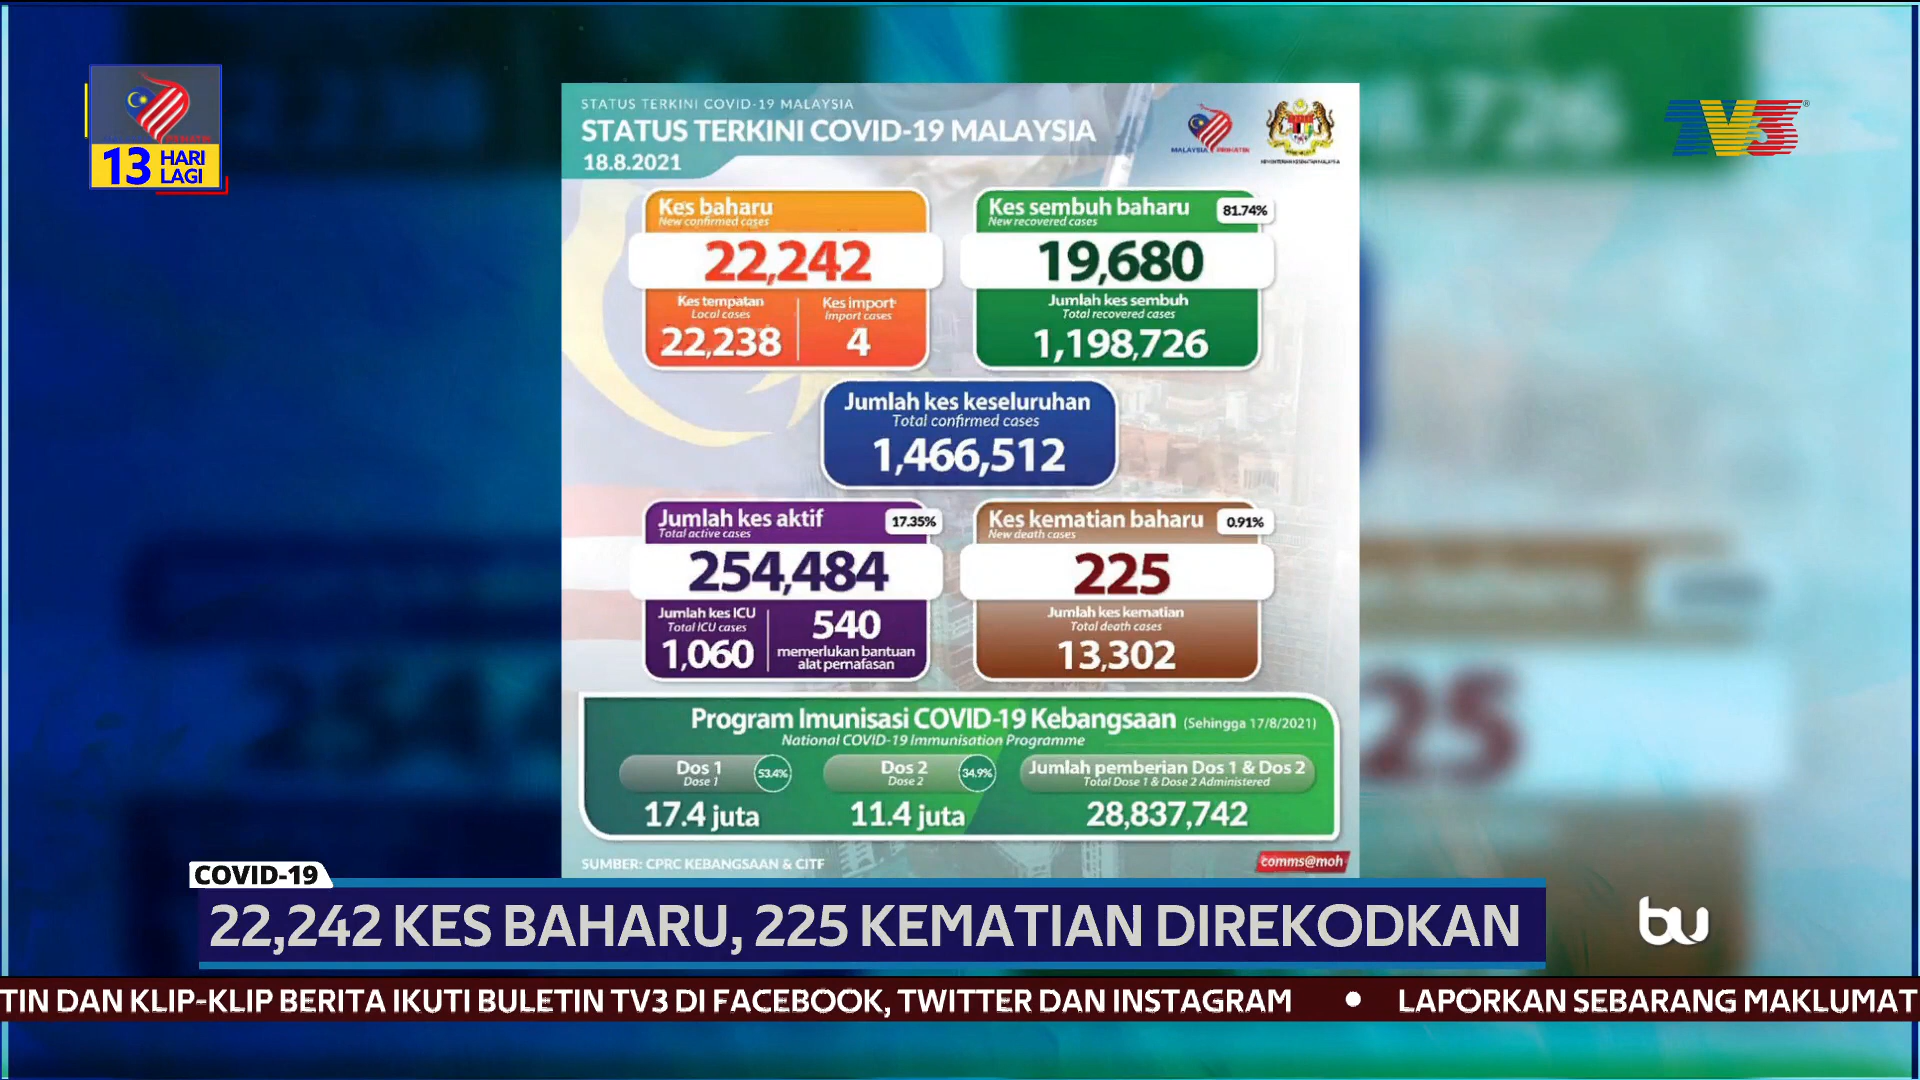 13 HARI LAGI
TV3
STATUS TERKINI COVID-19 MALAYSIA
STATUS TERKINI COVID-19 MALAYSIA
18.8.2021
MALAYSIA PRIHATIN
KEMENTERIAN KESIHATAN MALAYSIA
Kes baharu
New confirmed cases
22,242
Kes tempatan
Local cases
22,238
Kes import
Import cases
4
Kes sembuh baharu
New recovered cases
81.74%
19,680
Jumlah kes sembuh
Total recovered cases
1,198,726
Jumlah kes keseluruhan
Total confirmed cases
1,466,512
Jumlah kes aktif
Total active cases
17.35%
254,484
Jumlah kes ICU
Total ICU cases
1,060
540
memerlukan bantuan
alat pernafasan
Kes kematian baharu
New death cases
0.91%
225
Jumlah kes kematian
Total death cases
13,302
Program Imunisasi COVID-19 Kebangsaan (Sehingga 17/8/2021)
National COVID-19 Immunisation Programme
Dos 1
Dose 1
53.4%
17.4 juta
Dos 2
Dose 2
34.9%
11.4 juta
Jumlah pemberian Dos 1 & Dos 2
Total Dose 1 & Dose 2 Administered
28,837,742
SUMBER: CPRC KEBANGSAAN & CITF
comms@moh
COVID-19
22,242 KES BAHARU, 225 KEMATIAN DIREKODKAN
bu
TIN DAN KLIP-KLIP BERITA IKUTI BULETIN TV3 DI FACEBOOK, TWITTER DAN INSTAGRAM • LAPORKAN SEBARANG MAKLUMAT